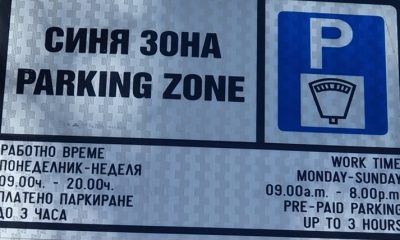 СИНЯ ЗОНА
PARKING ZONE
P
РАБОТНО ВРЕМЕ
ПОНЕДЕЛНИК-НЕДЕЛЯ
09.00ч. - 20.00ч.
ПЛАТЕНО ПАРКИРАНЕ
ДО 3 ЧАСА
WORK TIME
MONDAY-SUNDAY
09.00a.m. - 8.00p.m.
PRE-PAID PARKING
UP TO 3 HOURS